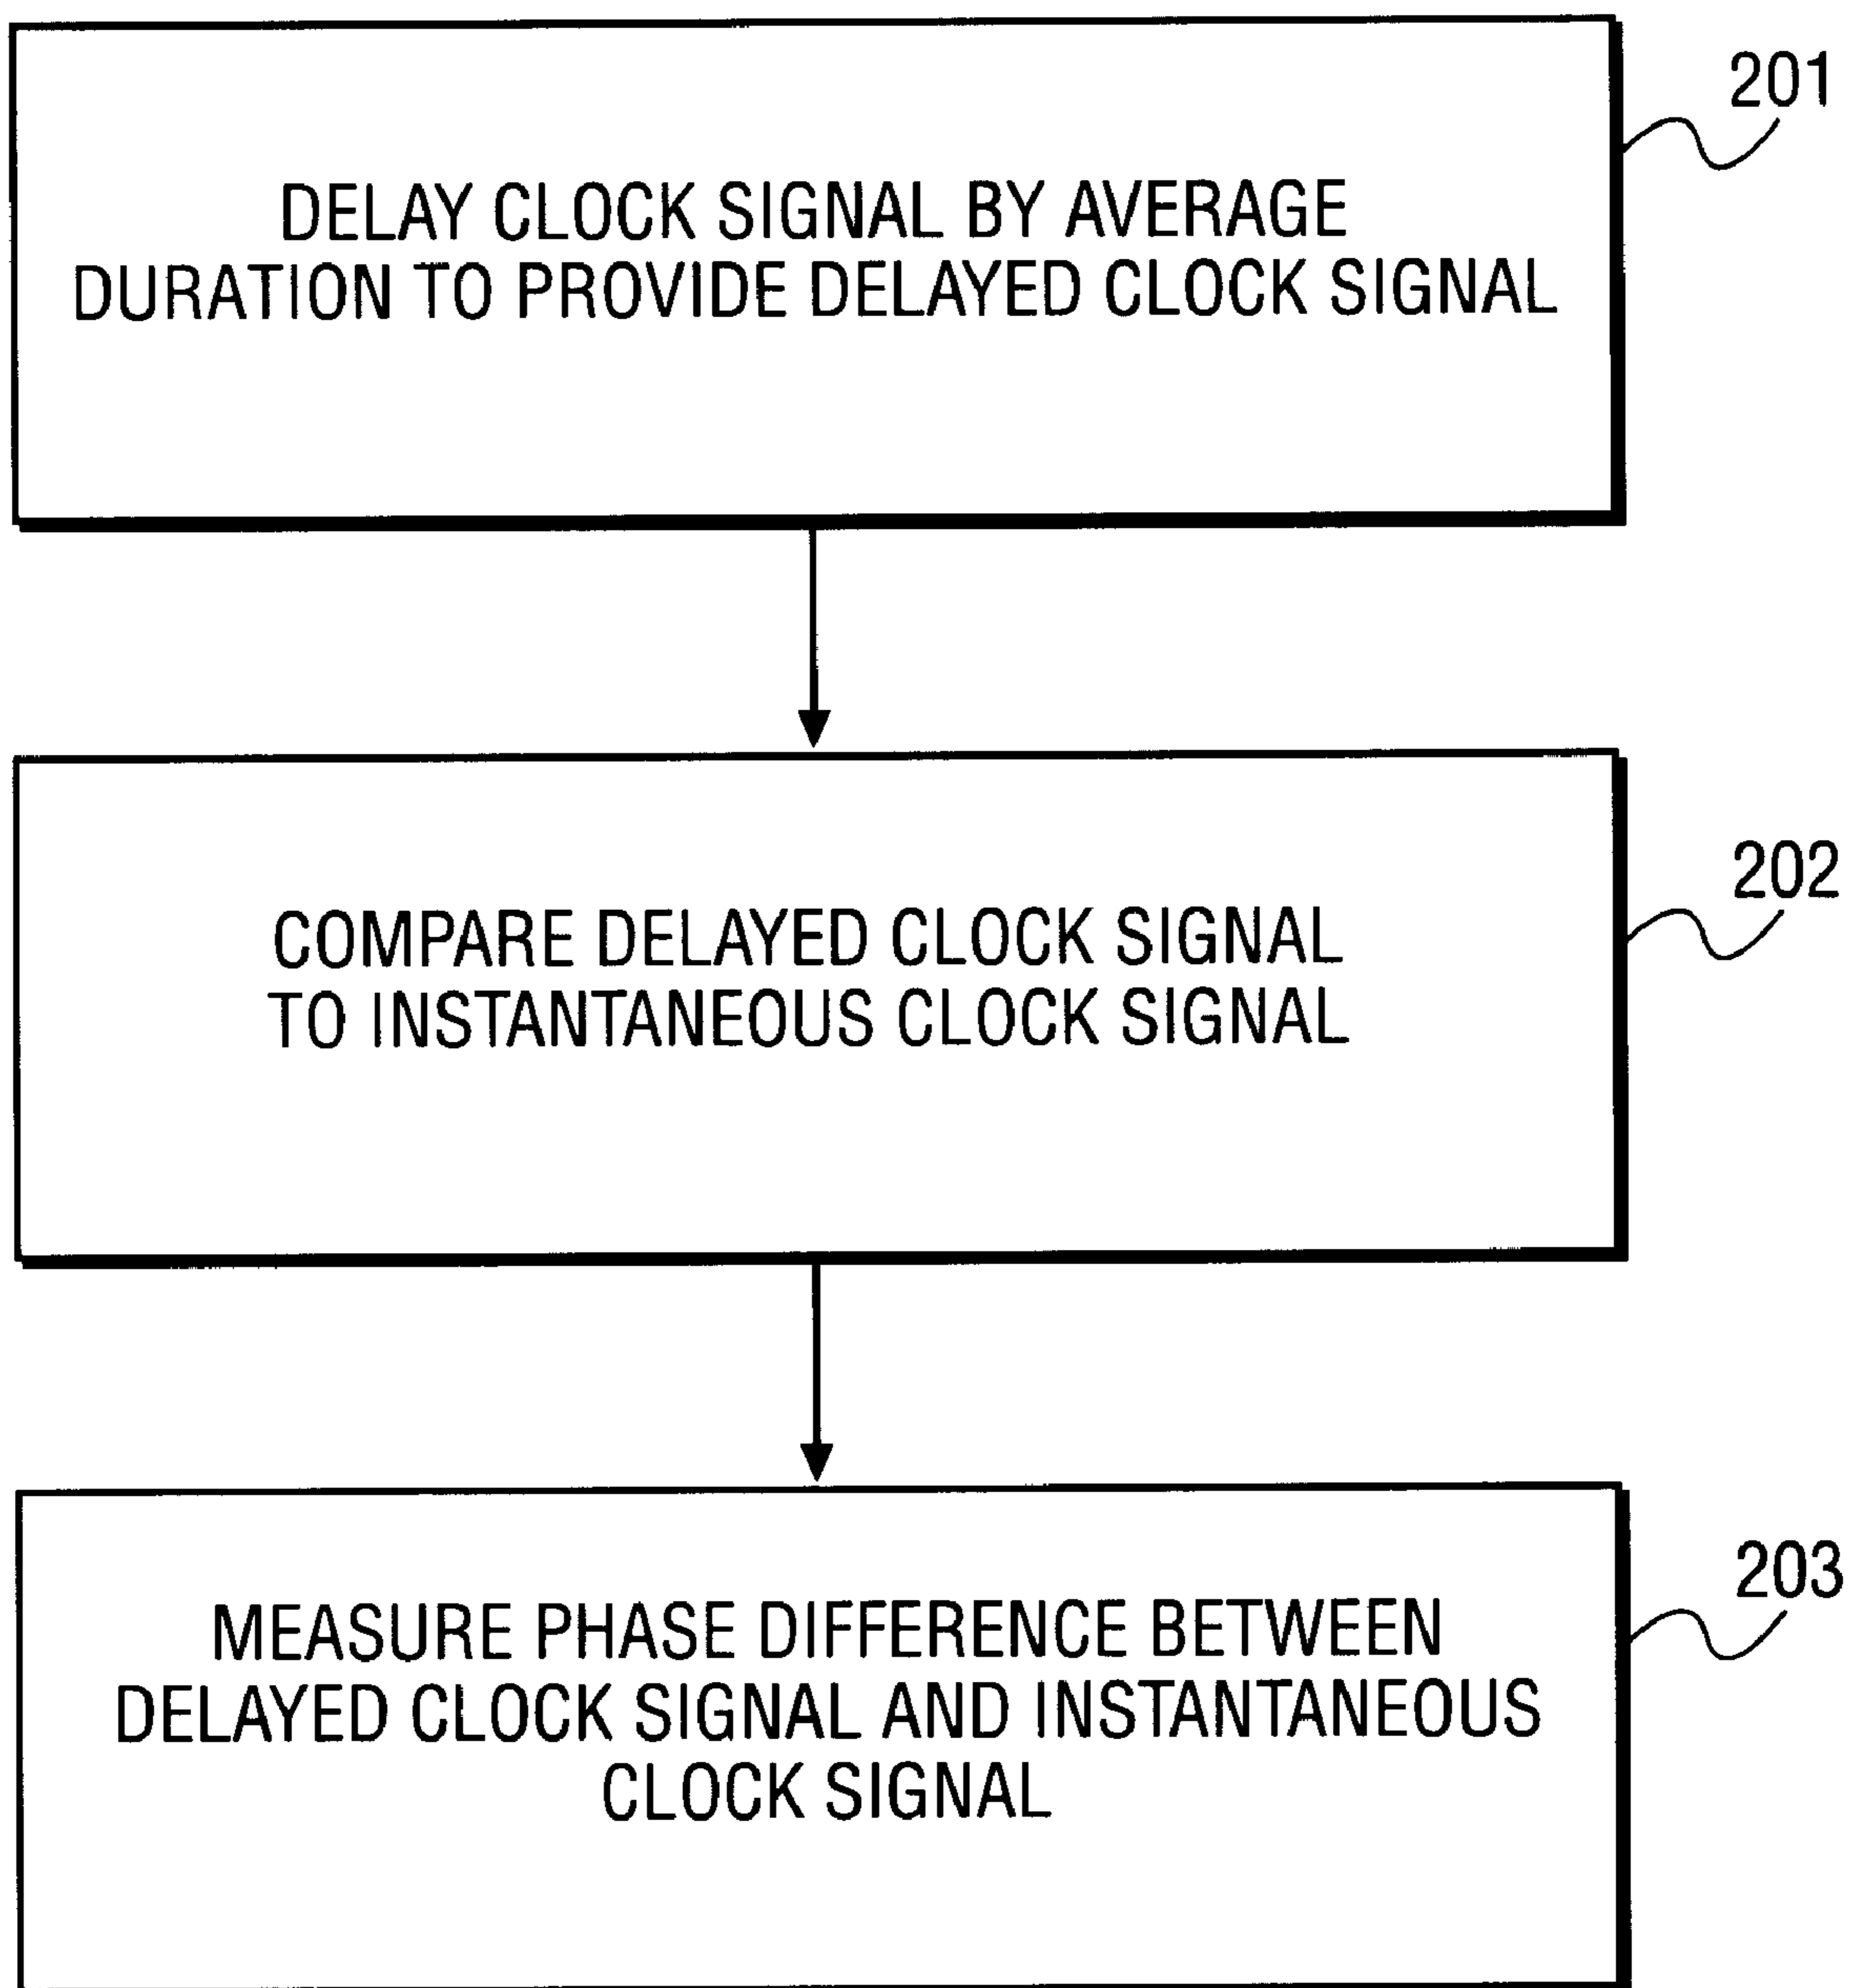 201
DELAY CLOCK SIGNAL BY AVERAGE
DURATION TO PROVIDE DELAYED CLOCK SIGNAL
202
COMPARE DELAYED CLOCK SIGNAL
TO INSTANTANEOUS CLOCK SIGNAL
203
MEASURE PHASE DIFFERENCE BETWEEN
DELAYED CLOCK SIGNAL AND INSTANTANEOUS
CLOCK SIGNAL